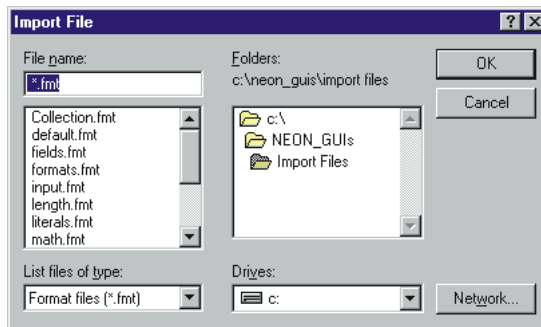 Import File
File name:
*.fmt
Collection.fmt
default.fmt
fields.fmt
formats.fmt
input.fmt
length.fmt
literals.fmt
math.fmt
List files of type:
Format files (*.fmt)
Folders:
c:\neon_guis\import files
c:\
NEON_GUIs
Import Files
Drives:
c:
OK
Cancel
Network...